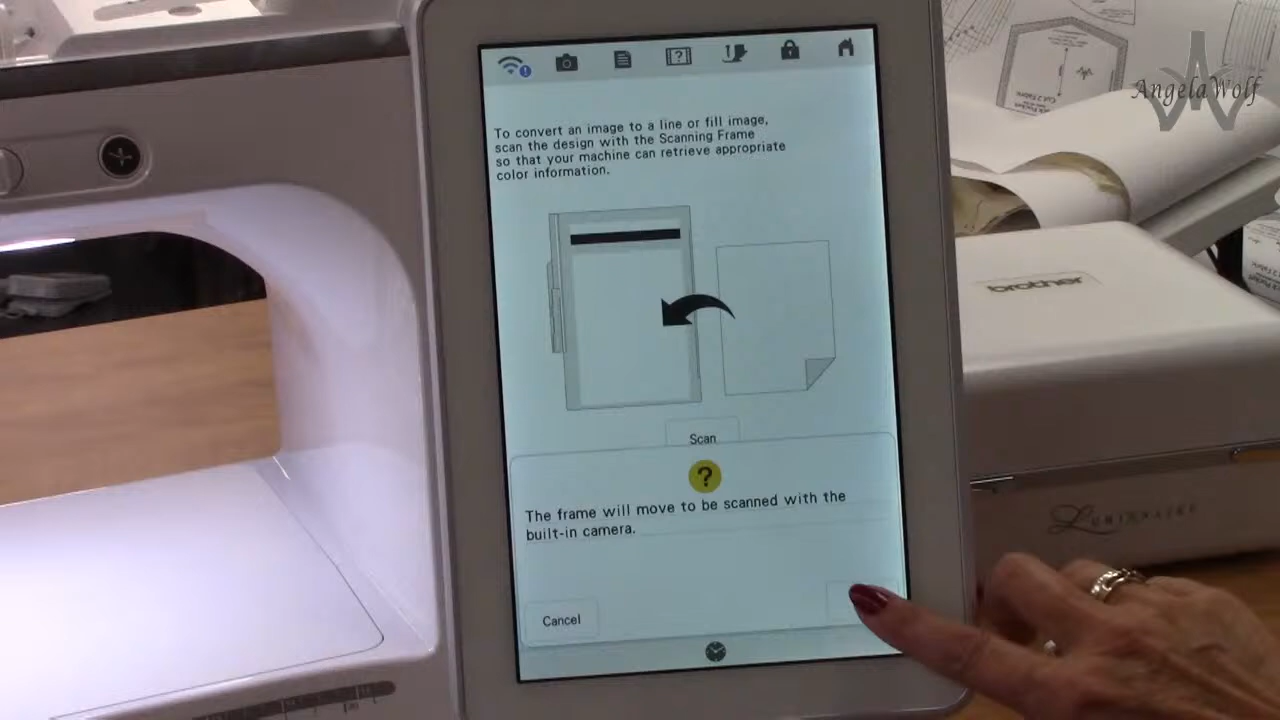 Angela Wolf
To convert an image to a line or fill image,
scan the design with the Scanning Frame
so that your machine can retrieve appropriate
color information.
brother
Scan
?
The frame will move to be scanned with the
built-in camera.
LUMINAIRE
Cancel